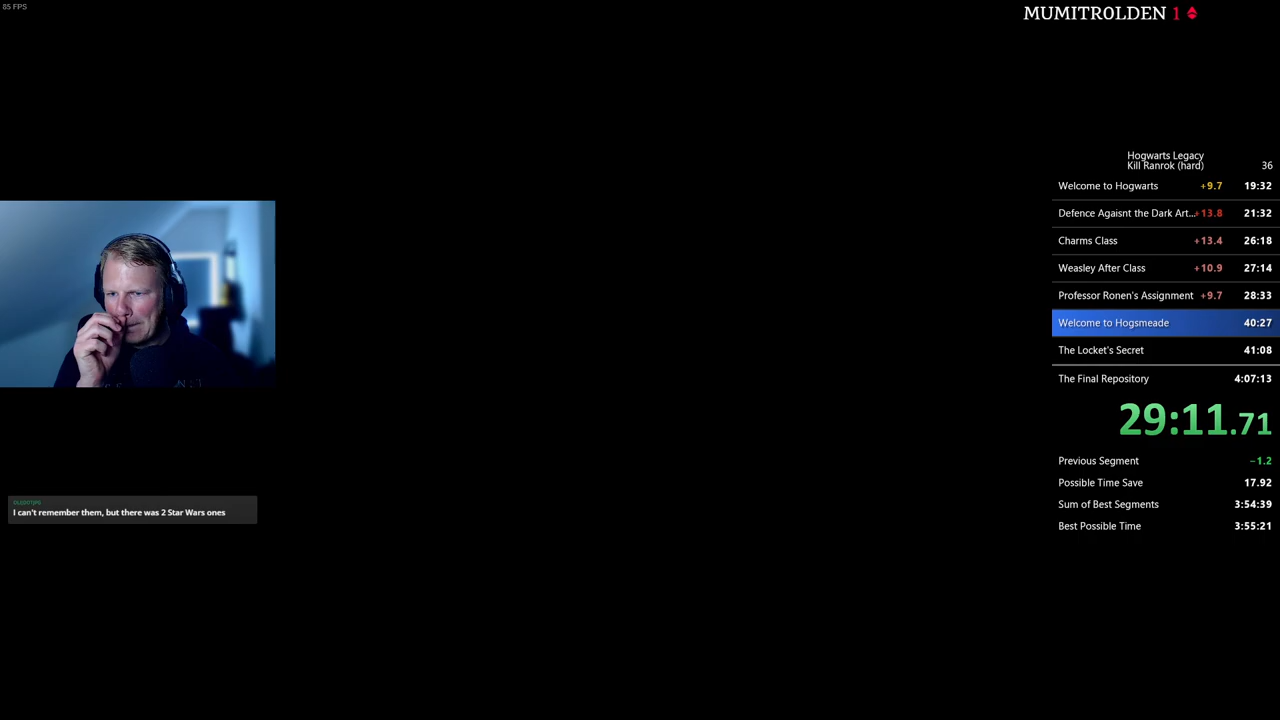 85 FPS
MUMITR0LDEN 1
Hogwarts Legacy
Kill Ranrok (hard) 36
Welcome to Hogwarts +9.7 19:32
Defence Agaisnt the Dark Art... +13.8 21:32
Charms Class +13.4 26:18
Weasley After Class +10.9 27:14
Professor Ronen's Assignment +9.7 28:33
Welcome to Hogsmeade 40:27
The Locket's Secret 41:08
The Final Repository 4:07:13
29:11.71
Previous Segment −1.2
Possible Time Save 17.92
Sum of Best Segments 3:54:39
Best Possible Time 3:55:21
I can't remember them, but there was 2 Star Wars ones